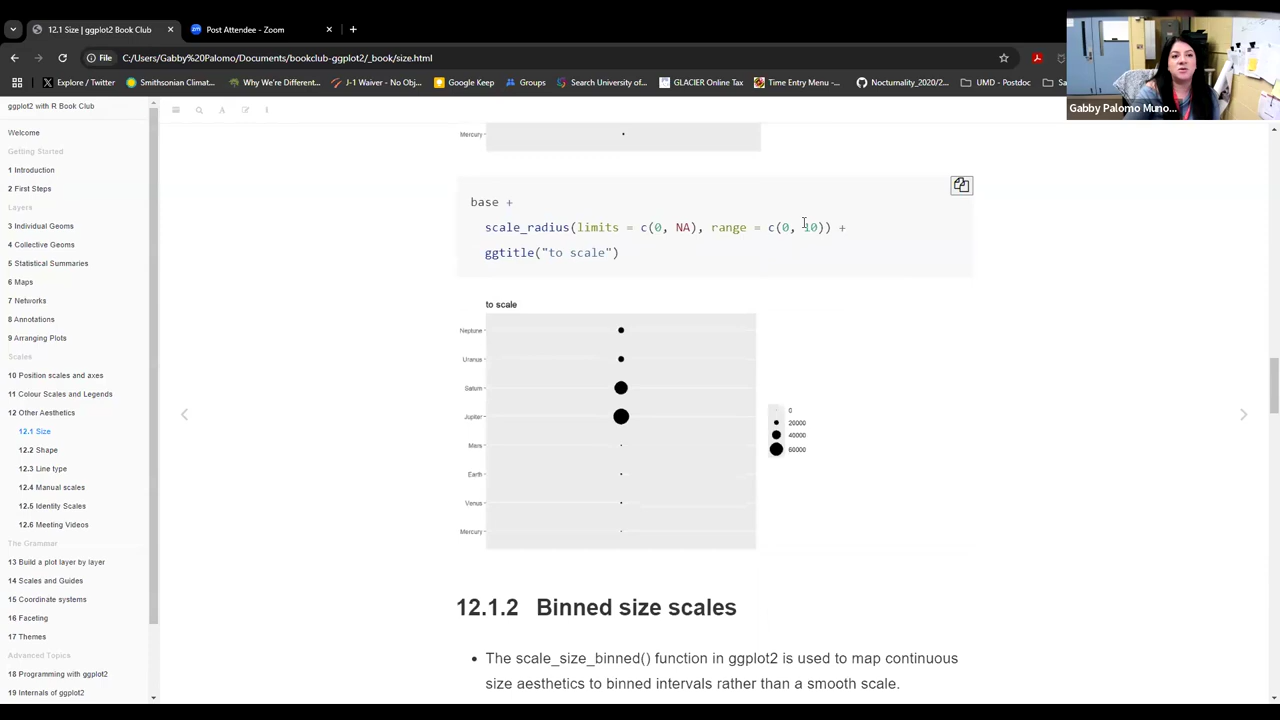 12.1 Size | ggplot2 Book Club
Post Attendee - Zoom
File
C:/Users/Gabby%20Palomo/Documents/bookclub-ggplot2/_book/size.html
Explore / Twitter
Smithsonian Climat...
Why We're Different...
J-1 Waiver - No Obj...
Google Keep
Groups
Search University of...
GLACIER Online Tax
Time Entry Menu -...
Nocturnality_2020/2...
UMD - Postdoc
Gabby Palomo Muno...
ggplot2 with R Book Club
Welcome
Getting Started
1 Introduction
2 First Steps
Layers
3 Individual Geoms
4 Collective Geoms
5 Statistical Summaries
6 Maps
7 Networks
8 Annotations
9 Arranging Plots
Scales
10 Position scales and axes
11 Colour Scales and Legends
12 Other Aesthetics
12.1 Size
12.2 Shape
12.3 Line type
12.4 Manual scales
12.5 Identity Scales
12.6 Meeting Videos
The Grammar
13 Build a plot layer by layer
14 Scales and Guides
15 Coordinate systems
16 Faceting
17 Themes
Advanced Topics
18 Programming with ggplot2
19 Internals of ggplot2
Mercury
base +
scale_radius(limits = c(0, NA), range = c(0, 10)) +
ggtitle("to scale")
to scale
Neptune
Uranus
Saturn
Jupiter
Mars
Earth
Venus
Mercury
0
20000
40000
60000
12.1.2 Binned size scales
• The scale_size_binned() function in ggplot2 is used to map continuous
size aesthetics to binned intervals rather than a smooth scale.